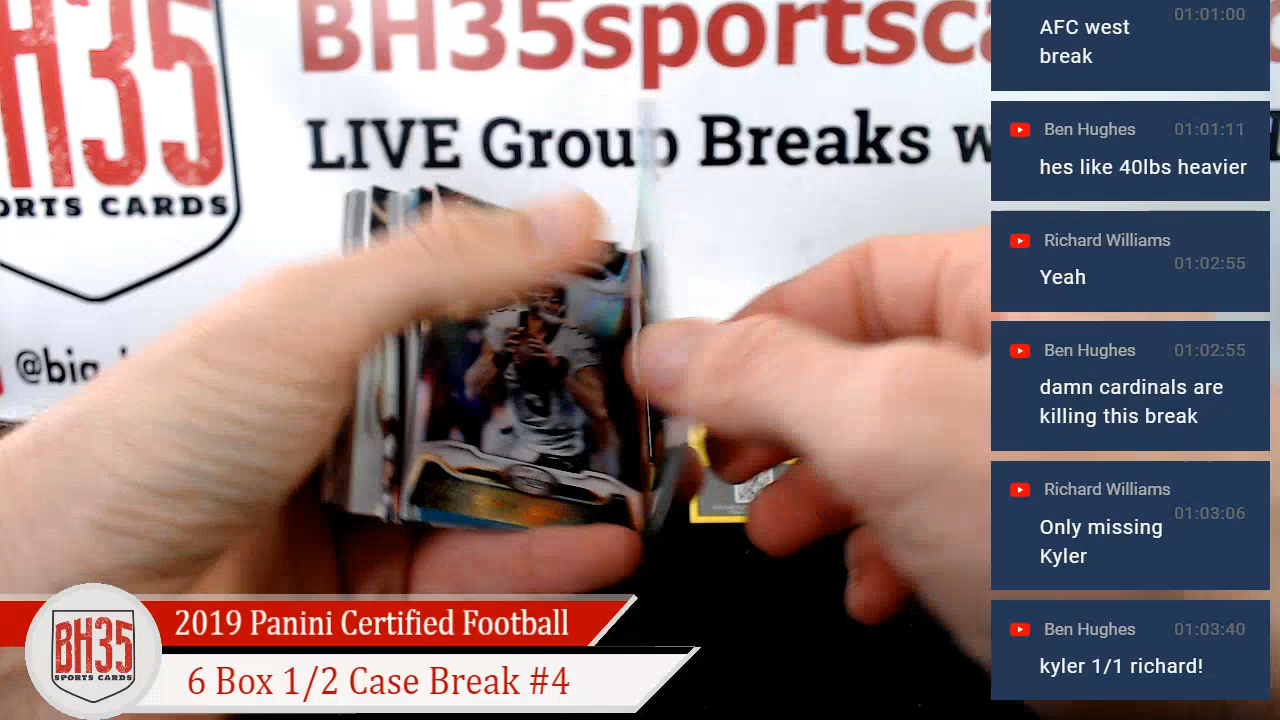 BH35sportsca
LIVE Group Breaks w
H35
ORTS CARDS
@big
AFC west
break
01:01:00
Ben Hughes 01:01:11
hes like 40lbs heavier
Richard Williams
01:02:55
Yeah
Ben Hughes 01:02:55
damn cardinals are
killing this break
Richard Williams
01:03:06
Only missing
Kyler
Ben Hughes 01:03:40
kyler 1/1 richard!
BH35
SPORTS CARDS
2019 Panini Certified Football
6 Box 1/2 Case Break #4